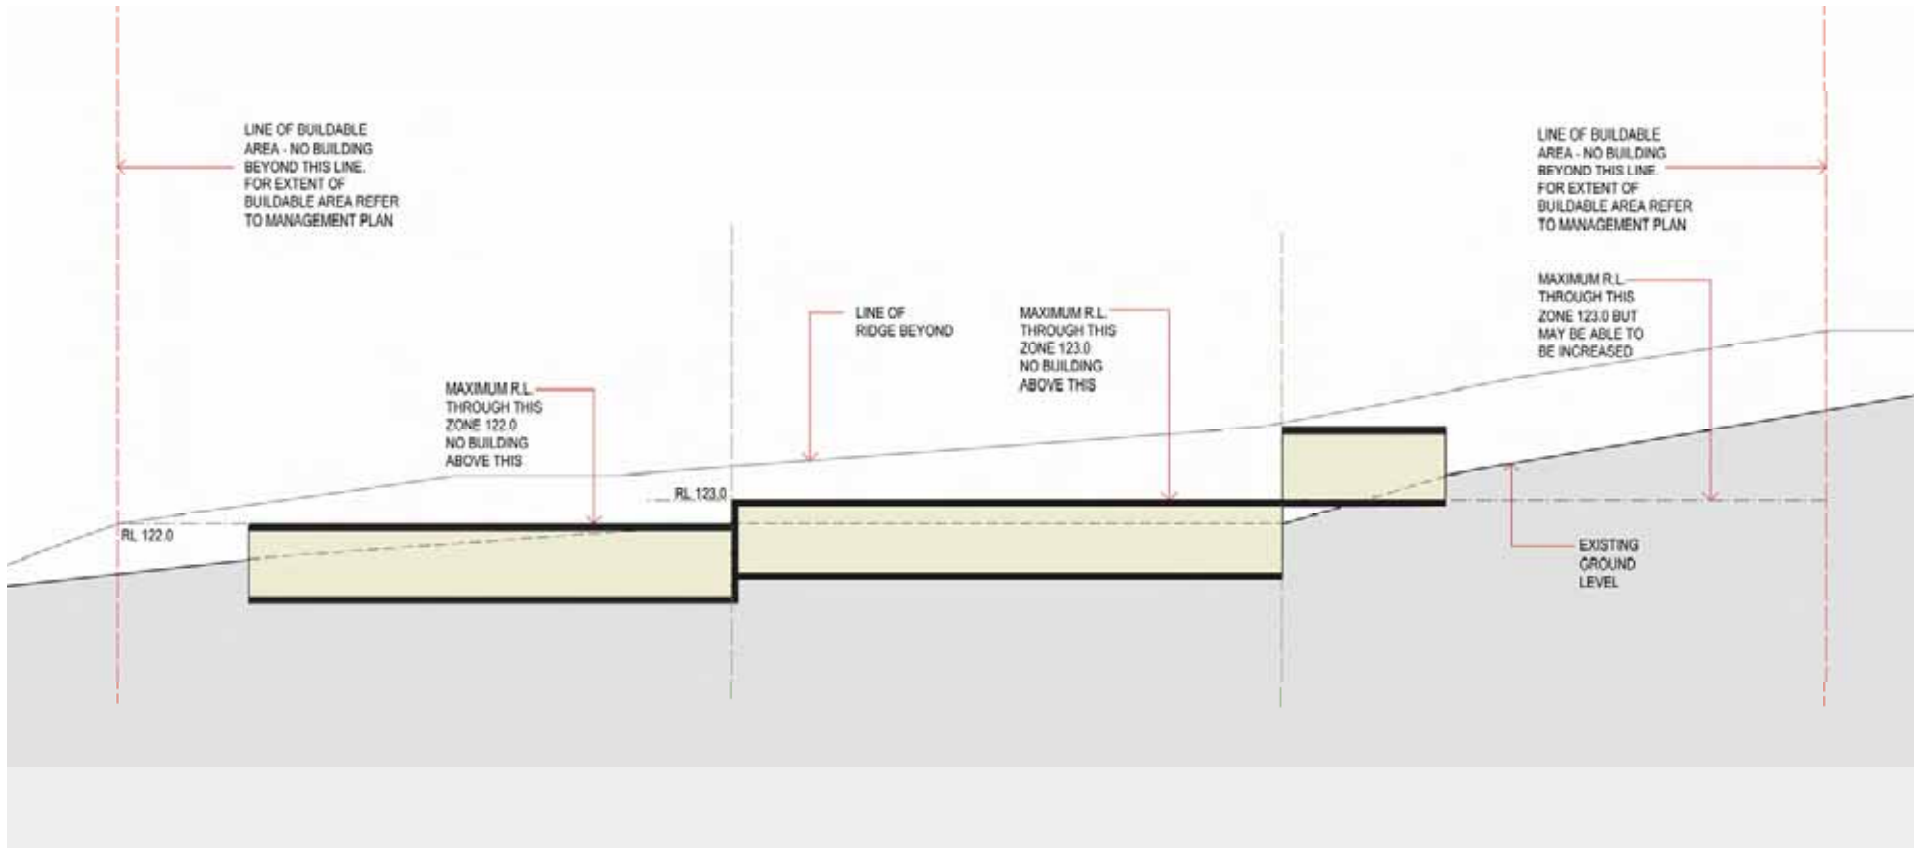 LINE OF BUILDABLE
AREA - NO BUILDING
BEYOND THIS LINE.
FOR EXTENT OF
BUILDABLE AREA REFER
TO MANAGEMENT PLAN
LINE OF BUILDABLE
AREA - NO BUILDING
BEYOND THIS LINE.
FOR EXTENT OF
BUILDABLE AREA REFER
TO MANAGEMENT PLAN
MAXIMUM R.L.
THROUGH THIS
ZONE 123.0 BUT
MAY BE ABLE TO
BE INCREASED
LINE OF
RIDGE BEYOND
MAXIMUM R.L.
THROUGH THIS
ZONE 123.0
NO BUILDING
ABOVE THIS
MAXIMUM R.L.
THROUGH THIS
ZONE 122.0
NO BUILDING
ABOVE THIS
RL 123.0
RL 122.0
EXISTING
GROUND
LEVEL